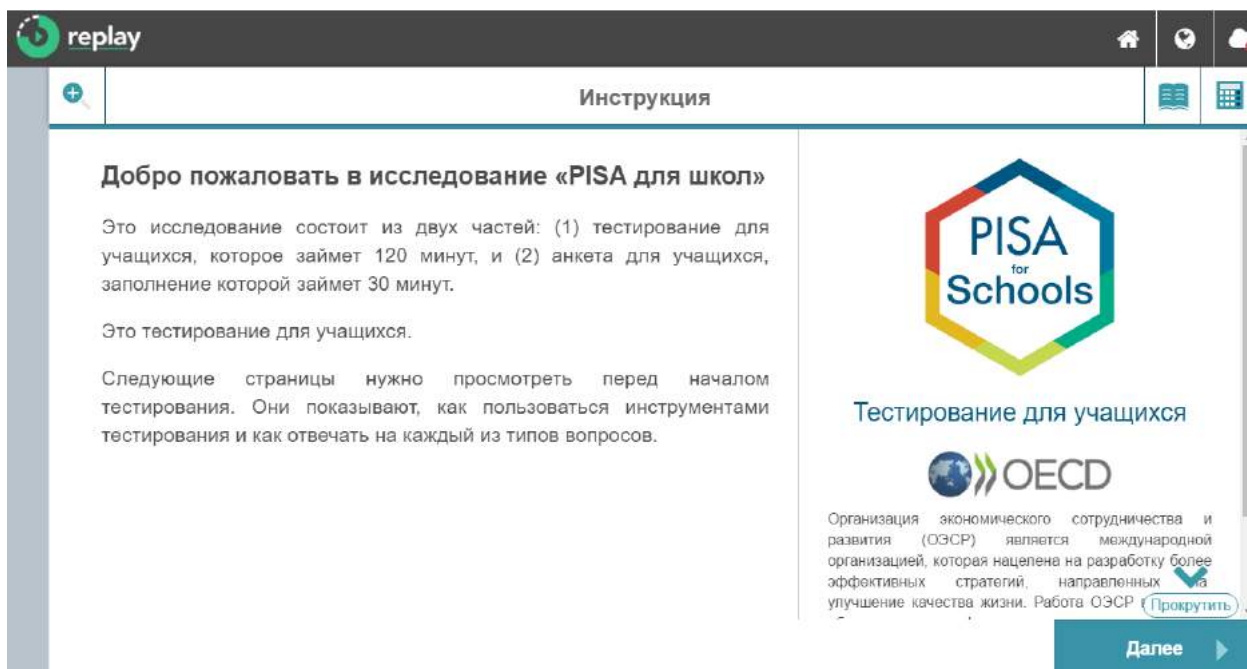 replay
Инструкция
Добро пожаловать в исследование «PISA для школ»
Это исследование состоит из двух частей: (1) тестирование для
учащихся, которое займет 120 минут, и (2) анкета для учащихся,
заполнение которой займет 30 минут.
Это тестирование для учащихся.
Следующие страницы нужно просмотреть перед началом
тестирования. Они показывают, как пользоваться инструментами
тестирования и как отвечать на каждый из типов вопросов.
PISA
for
Schools
Тестирование для учащихся
OECD
Организация экономического сотрудничества и
развития (ОЭСР) является международной
организацией, которая нацелена на разработку более
эффективных стратегий, направленных
улучшение качества жизни. Работа ОЭСР
Прокрутить
Далее